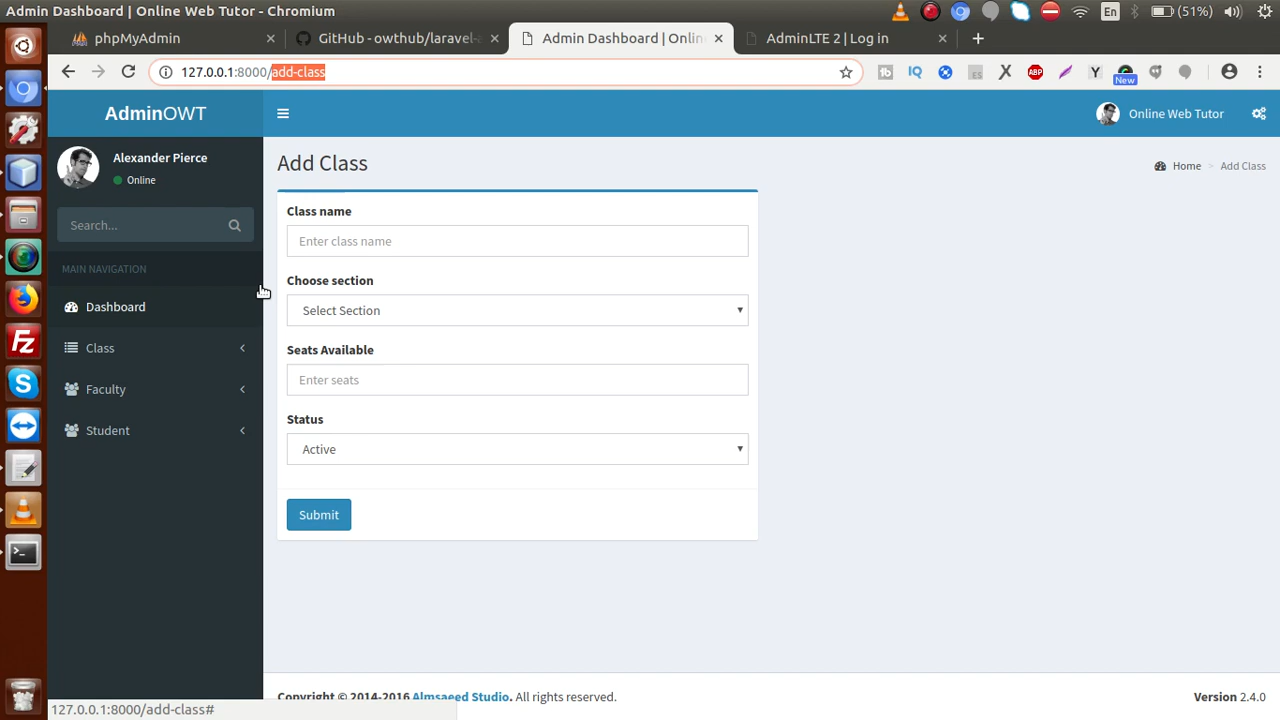 Admin Dashboard | Online Web Tutor - Chromium
En
(51%)
phpMyAdmin
GitHub - owthub/laravel-a
Admin Dashboard | Onlin
AdminLTE 2 | Log in
127.0.0.1:8000/add-class
IQ
ES
X
ABP
Y
New
AdminOWT
Online Web Tutor
Alexander Pierce
Online
Search...
MAIN NAVIGATION
Dashboard
Class
Faculty
Student
Add Class
Home > Add Class
Class name
Enter class name
Choose section
Select Section
Seats Available
Enter seats
Status
Active
Submit
Copyright © 2014-2016 Almsaeed Studio. All rights reserved.
Version 2.4.0
127.0.0.1:8000/add-class#